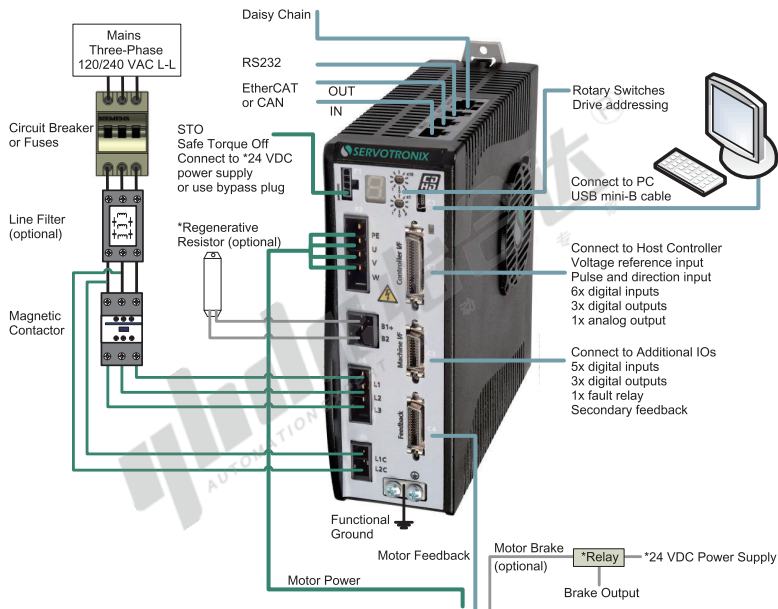 Mains
Three-Phase
120/240 VAC L-L
Circuit Breaker
or Fuses
SIEMENS
Line Filter
(optional)
Magnetic
Contactor
Daisy Chain
RS232
EtherCAT
or CAN
OUT
IN
STO
Safe Torque Off
Connect to *24 VDC
power supply
or use bypass plug
*Regenerative
Resistor (optional)
SERVOTRONIX
PE
U
V
W
B1+
B2
L1
L2
L3
L1C
L2C
Controller I/F
Machine I/F
Feedback
Rotary Switches
Drive addressing
Connect to PC
USB mini-B cable
Connect to Host Controller
Voltage reference input
Pulse and direction input
6x digital inputs
3x digital outputs
1x analog output
Connect to Additional IOs
5x digital inputs
3x digital outputs
1x fault relay
Secondary feedback
Functional
Ground
Motor Feedback
Motor Power
Motor Brake
(optional)
*Relay
*24 VDC Power Supply
Brake Output
AUTOMATION